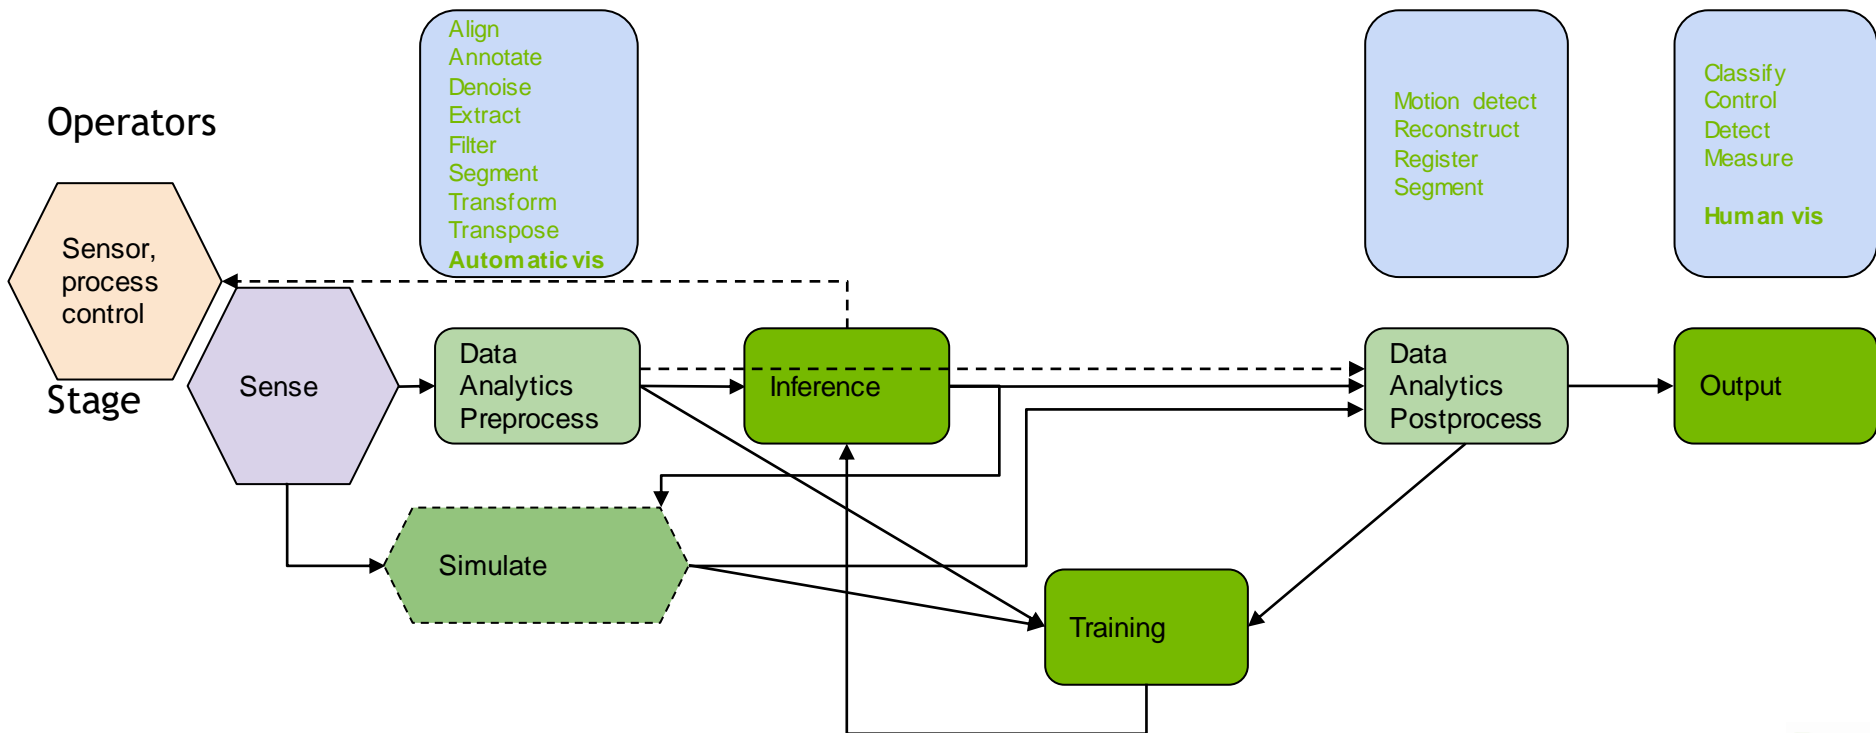 Operators
Align
Annotate
Denoise
Extract
Filter
Segment
Transform
Transpose
Automatic vis
Motion detect
Reconstruct
Register
Segment
Classify
Control
Detect
Measure
Human vis
Sensor,
process
control
Stage
Sense
Data
Analytics
Preprocess
Inference
Data
Analytics
Postprocess
Output
Simulate
Training